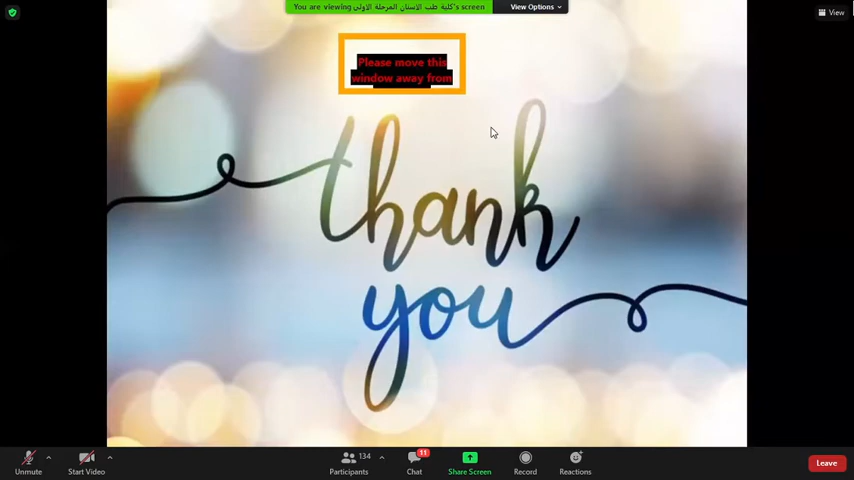 You are viewing كلية طب الاسنان المرحلة الاولى's screen
View Options
View
Please move this
window away from
thank
you
Unmute
Start Video
134
Participants
11
Chat
Share Screen
Record
Reactions
Leave